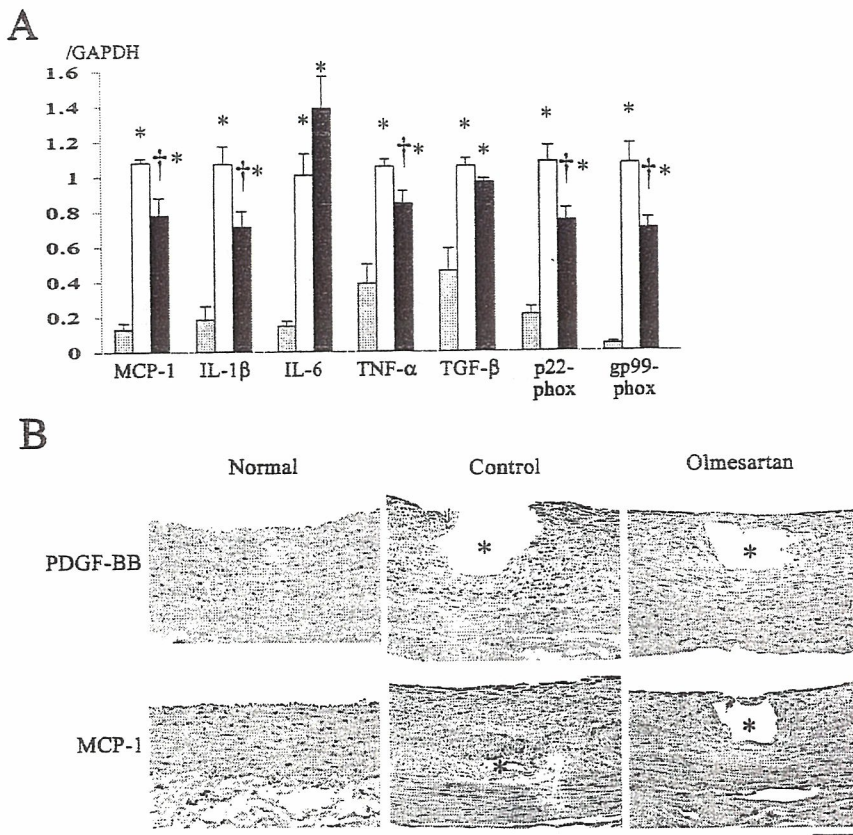 A
/GAPDH
* * * * * * * *
†* †* †* †* †*
1.6
1.4
1.2
1
0.8
0.6
0.4
0.2
0
MCP-1 IL-1β IL-6 TNF-α TGF-β p22-phox gp99-phox
B
Normal Control Olmesartan
PDGF-BB * *
MCP-1 * *